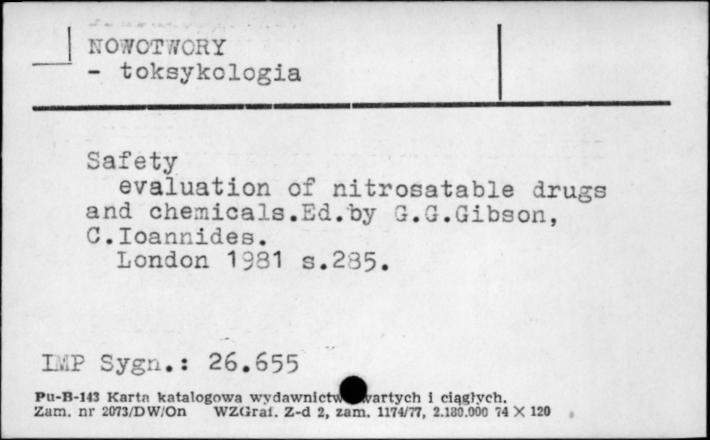 NOWOTWORY
- toksykologia
Safety
evaluation of nitrosatable drugs
and chemicals.Ed.by G.G.Gibson,
C.Ioannides.
London 1981 s.285.
IMP Sygn.: 26.655
Pu-B-143 Karta katalogowa wydawnictw i ciągłych.
Zam. nr 2073/DW/On WZGraf. Z-d 2, zam. 1174/77, 2.180.000 74 X 120